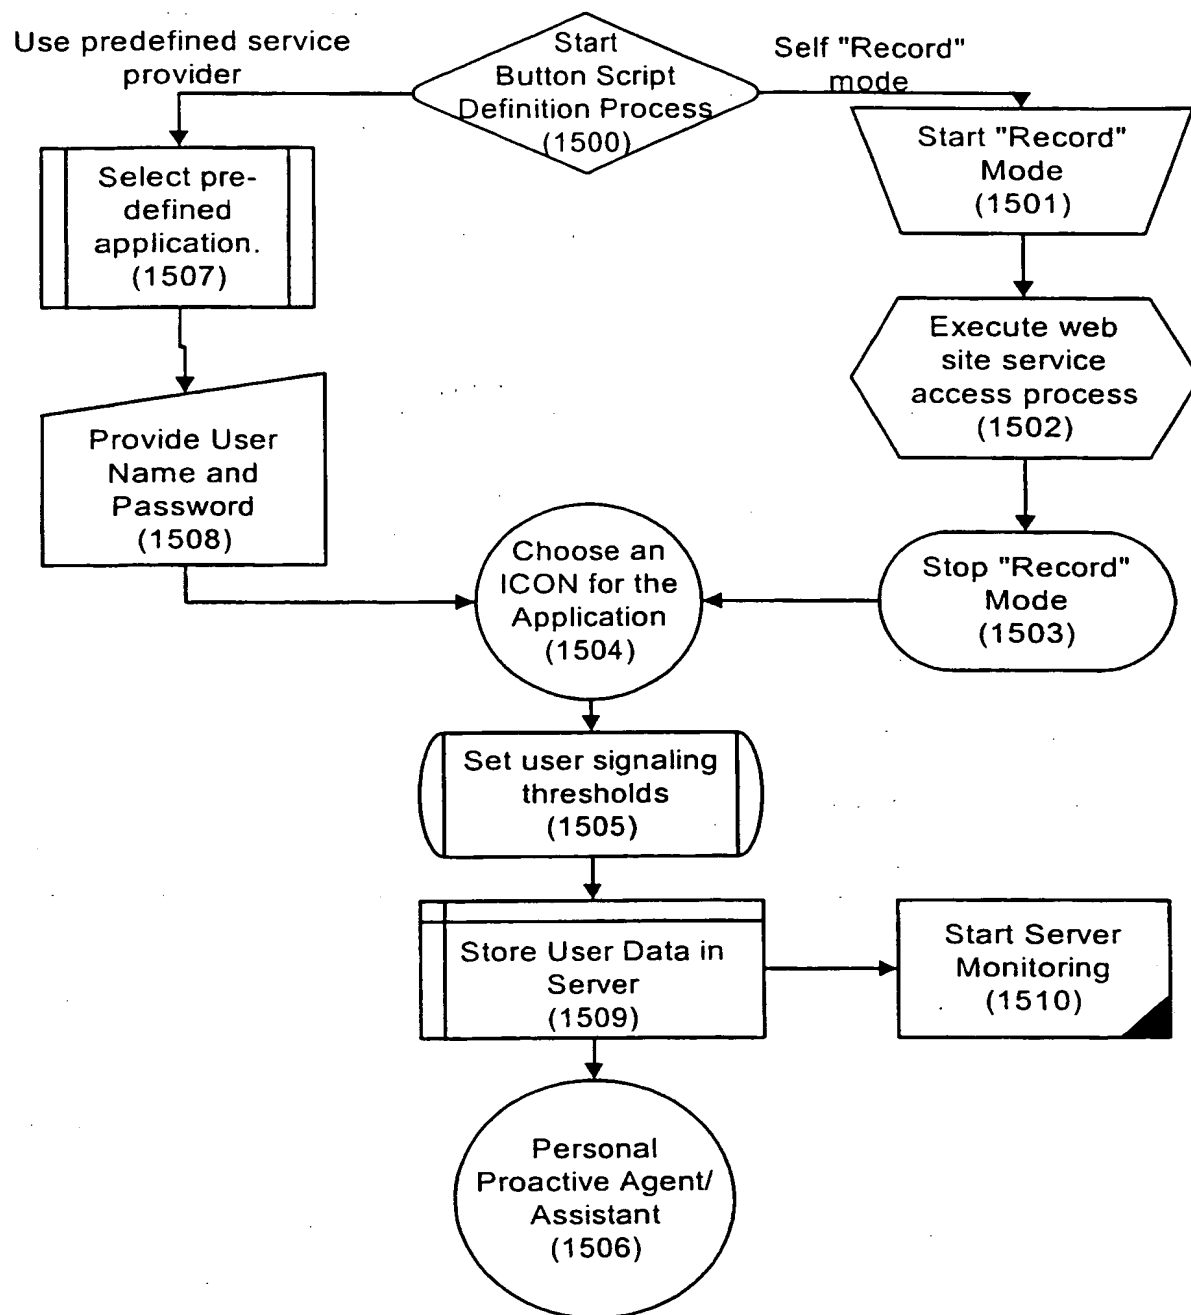 Use predefined service
provider
Start
Button Script
Definition Process
(1500)
Self "Record"
mode
Start "Record"
Mode
(1501)
Select pre-
defined
application.
(1507)
Execute web
site service
access process
(1502)
Provide User
Name and
Password
(1508)
Choose an
ICON for the
Application
(1504)
Stop "Record"
Mode
(1503)
Set user signaling
thresholds
(1505)
Store User Data in
Server
(1509)
Start Server
Monitoring
(1510)
Personal
Proactive Agent/
Assistant
(1506)